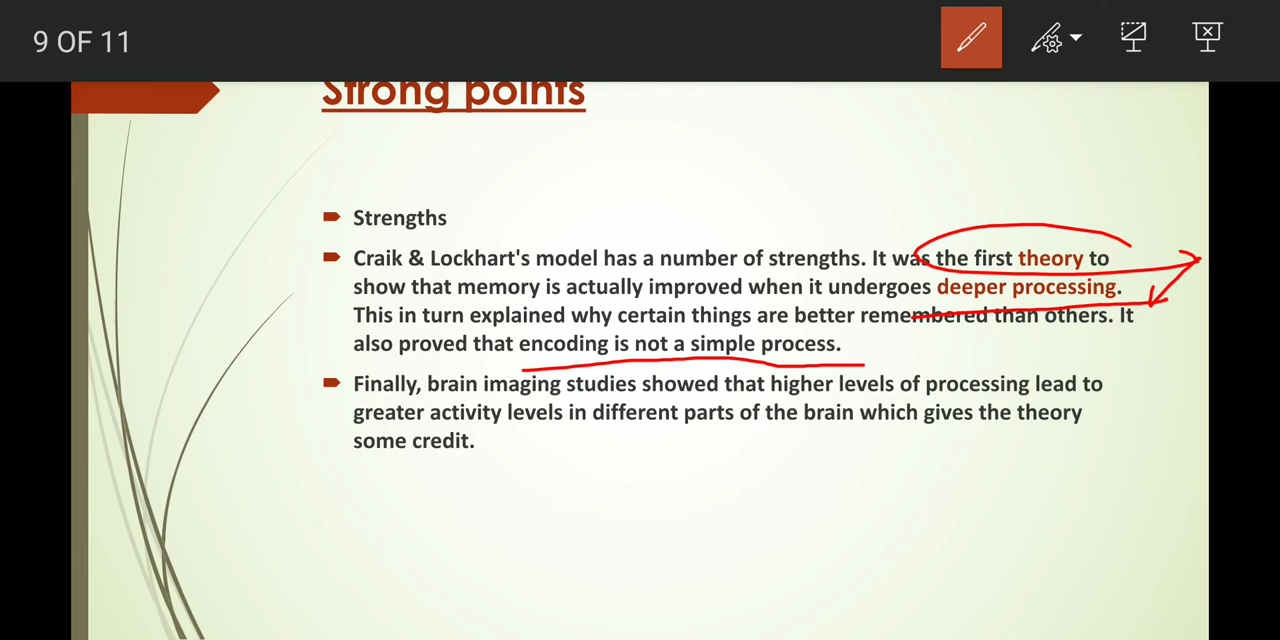 9 OF 11
Strong points
Strengths
Craik & Lockhart's model has a number of strengths. It was the first theory to
show that memory is actually improved when it undergoes deeper processing.
This in turn explained why certain things are better remembered than others. It
also proved that encoding is not a simple process.
Finally, brain imaging studies showed that higher levels of processing lead to
greater activity levels in different parts of the brain which gives the theory
some credit.